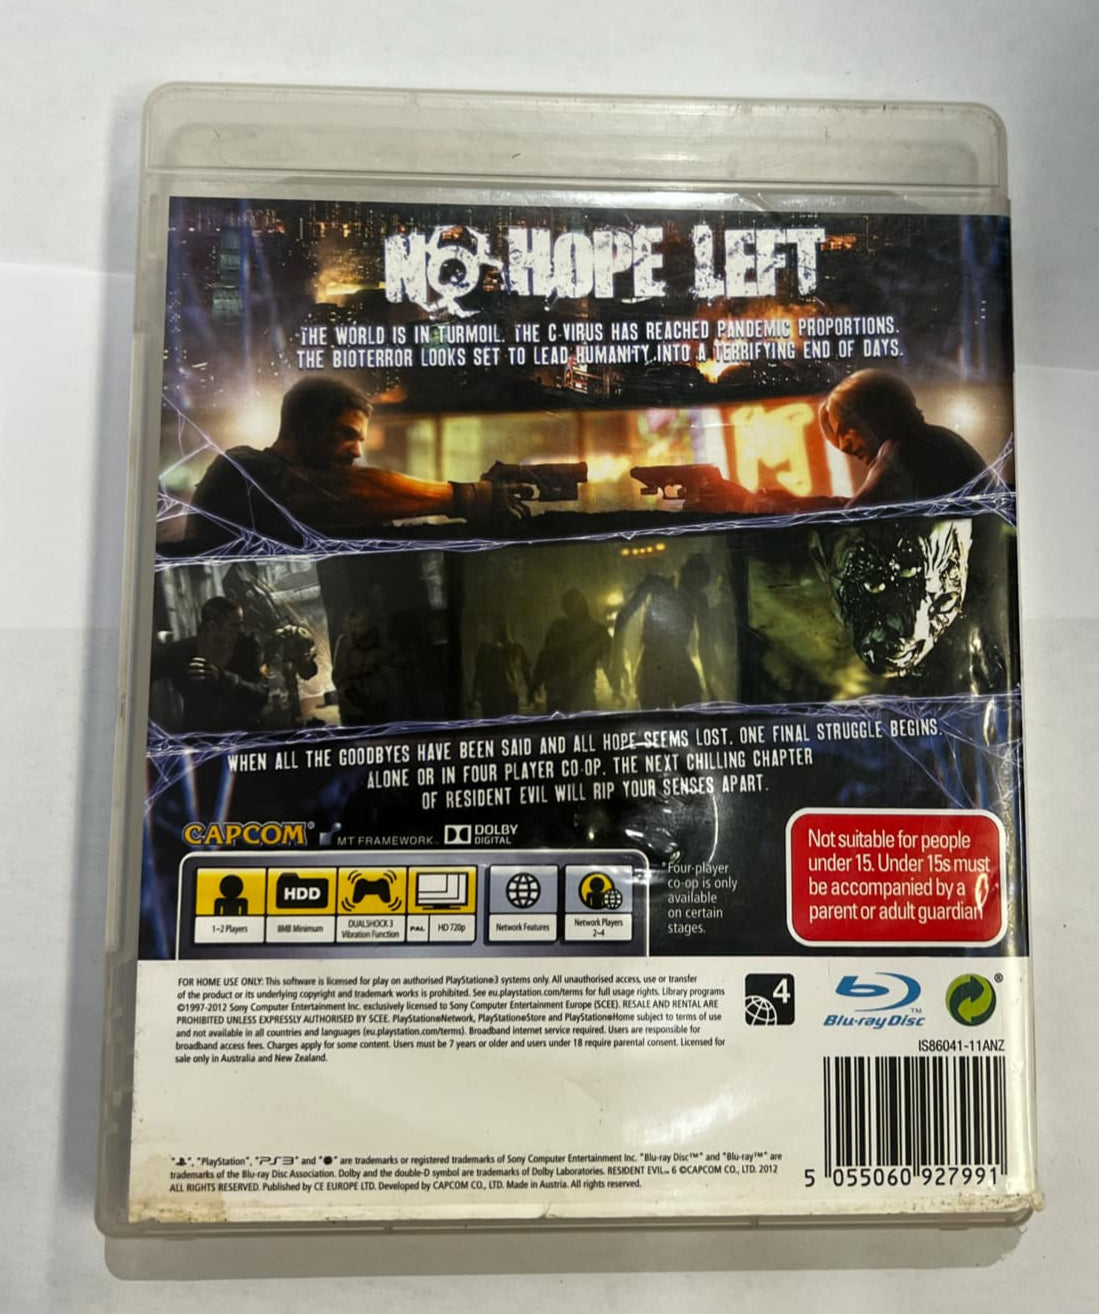 NO HOPE LEFT
THE WORLD IS IN TURMOIL. THE C-VIRUS HAS REACHED PANDEMIC PROPORTIONS.
THE BIOTERROR LOOKS SET TO LEAD HUMANITY INTO A TERRIFYING END OF DAYS.
WHEN ALL THE GOODBYES HAVE BEEN SAID AND ALL HOPE SEEMS LOST, ONE FINAL STRUGGLE BEGINS.
ALONE OR IN FOUR PLAYER CO-OP, THE NEXT CHILLING CHAPTER
OF RESIDENT EVIL WILL RIP YOUR SENSES APART.
CAPCOM®
MT FRAMEWORK
DOLBY
DIGITAL
HDD
1-2 Players
8MB Minimum
DUALSHOCK 3
Vibration Function
PAL
HD 720p
Network Features
Network Players
2-4
*Four-player
co-op is only
available
on certain
stages.
Not suitable for people
under 15. Under 15s must
be accompanied by a
parent or adult guardian
FOR HOME USE ONLY: This software is licensed for play on authorised PlayStation®3 systems only. All unauthorised access, use or transfer
of the product or its underlying copyright and trademark works is prohibited. See eu.playstation.com/terms for full usage rights. Library programs
©1997-2012 Sony Computer Entertainment Inc. exclusively licensed to Sony Computer Entertainment Europe (SCEE). RESALE AND RENTAL ARE
PROHIBITED UNLESS EXPRESSLY AUTHORISED BY SCEE. PlayStation®Network, PlayStation®Store and PlayStation®Home subject to terms of use
and not available in all countries and languages (eu.playstation.com/terms). Broadband internet service required. Users are responsible for
broadband access fees. Charges apply for some content. Users must be 7 years or older and users under 18 require parental consent. Licensed for
sale only in Australia and New Zealand.
4
Blu-ray Disc™
®
IS86041-11ANZ
" ", "PlayStation", "PS3" and " " are trademarks or registered trademarks of Sony Computer Entertainment Inc. "Blu-ray Disc™" and "Blu-ray™" are
trademarks of the Blu-ray Disc Association. Dolby and the double-D symbol are trademarks of Dolby Laboratories. RESIDENT EVIL™ 6 ©CAPCOM CO., LTD. 2012
ALL RIGHTS RESERVED. Published by CE EUROPE LTD. Developed by CAPCOM CO., LTD. Made in Austria. All rights reserved.
5 055060 927991